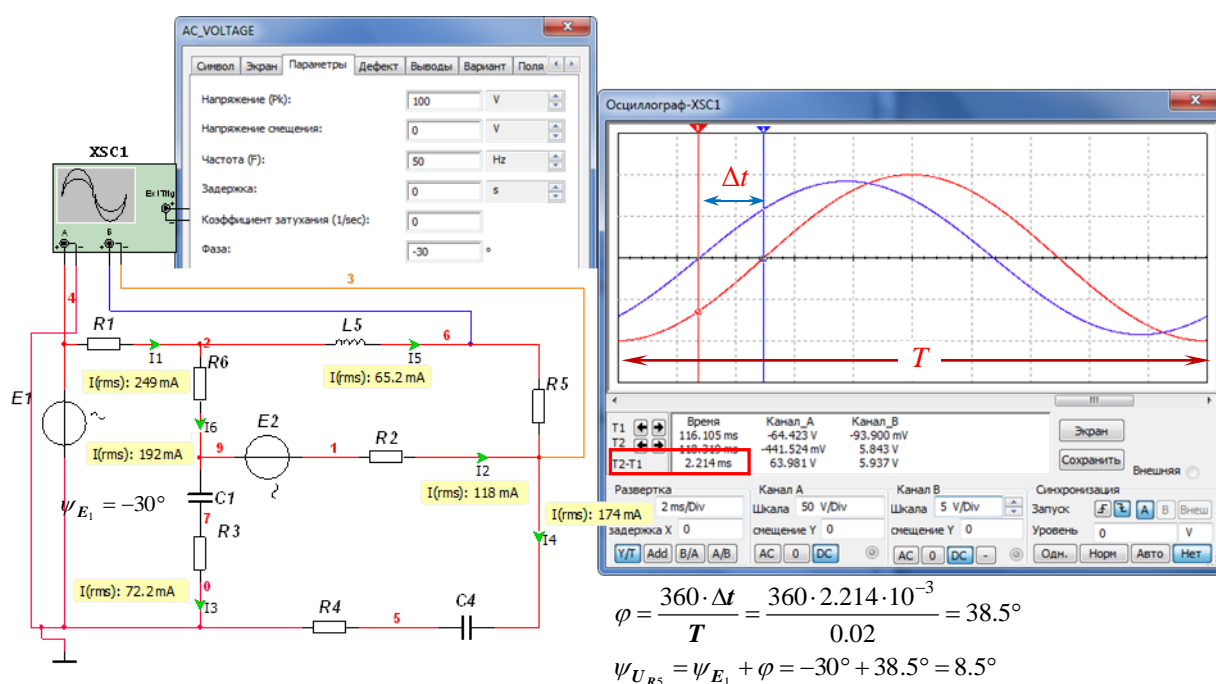 AC_VOLTAGE
Символ Экран Параметры Дефект Выводы Вариант Поля
Напряжение (Pk): 100 V
Напряжение смещения: 0 V
Частота (F): 50 Hz
Задержка: 0 s
Коэффициент затухания (1/sec): 0
Фаза: -30 °
XSC1
Ext Trig
A B
3
4
R1
I1
I(rms): 249 mA
2
L5
I5
I(rms): 65.2 mA
6
R6
R5
E1
I6
I(rms): 192 mA
9
E2
1
R2
I2
I(rms): 118 mA
C1
ψE1 = −30°
7
R3
I(rms): 174 mA
I4
I(rms): 72.2 mA
0
I3
R4
5
C4
Осциллограф-XSC1
1 2
Δt
T
Время Канал_A Канал_B
T1 116.105 ms -64.423 V -93.900 mV
T2 118.319 ms -441.524 mV 5.843 V
T2-T1 2.214 ms 63.981 V 5.937 V
Экран
Сохранить
Внешняя
Развертка
2 ms/Div
задержка X 0
Y/T Add B/A A/B
Канал A
Шкала 50 V/Div
смещение Y 0
AC 0 DC
Канал B
Шкала 5 V/Div
смещение Y 0
AC 0 DC -
Синхронизация
Запуск A B Внеш
Уровень 0 V
Одн. Норм Авто Нет
φ = 360·Δt / T = 360·2.214·10⁻³ / 0.02 = 38.5°
ψUR5 = ψE1 + φ = −30° + 38.5° = 8.5°